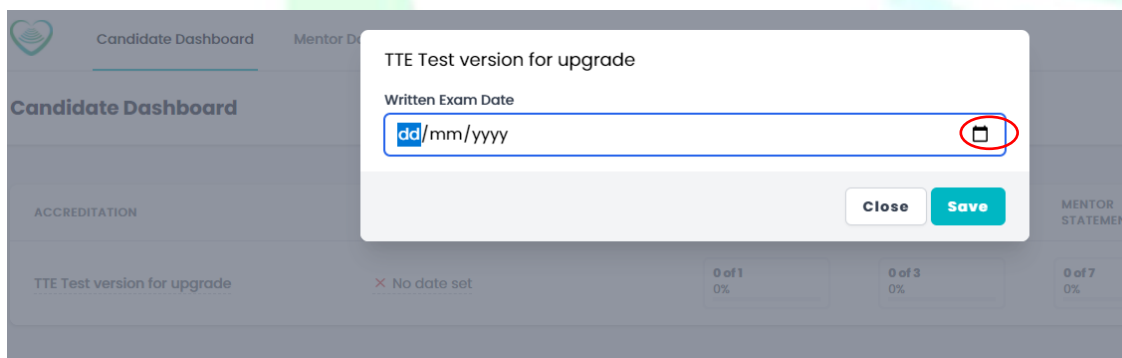 Candidate Dashboard Mentor
TTE Test version for upgrade
Written Exam Date
Candidate Dashboard
dd/mm/yyyy
Close Save
ACCREDITATION
MENTOR
TTE Test version for upgrade
× No date set
0 of 1
0%
0 of 3
0%
0 of 7
0%